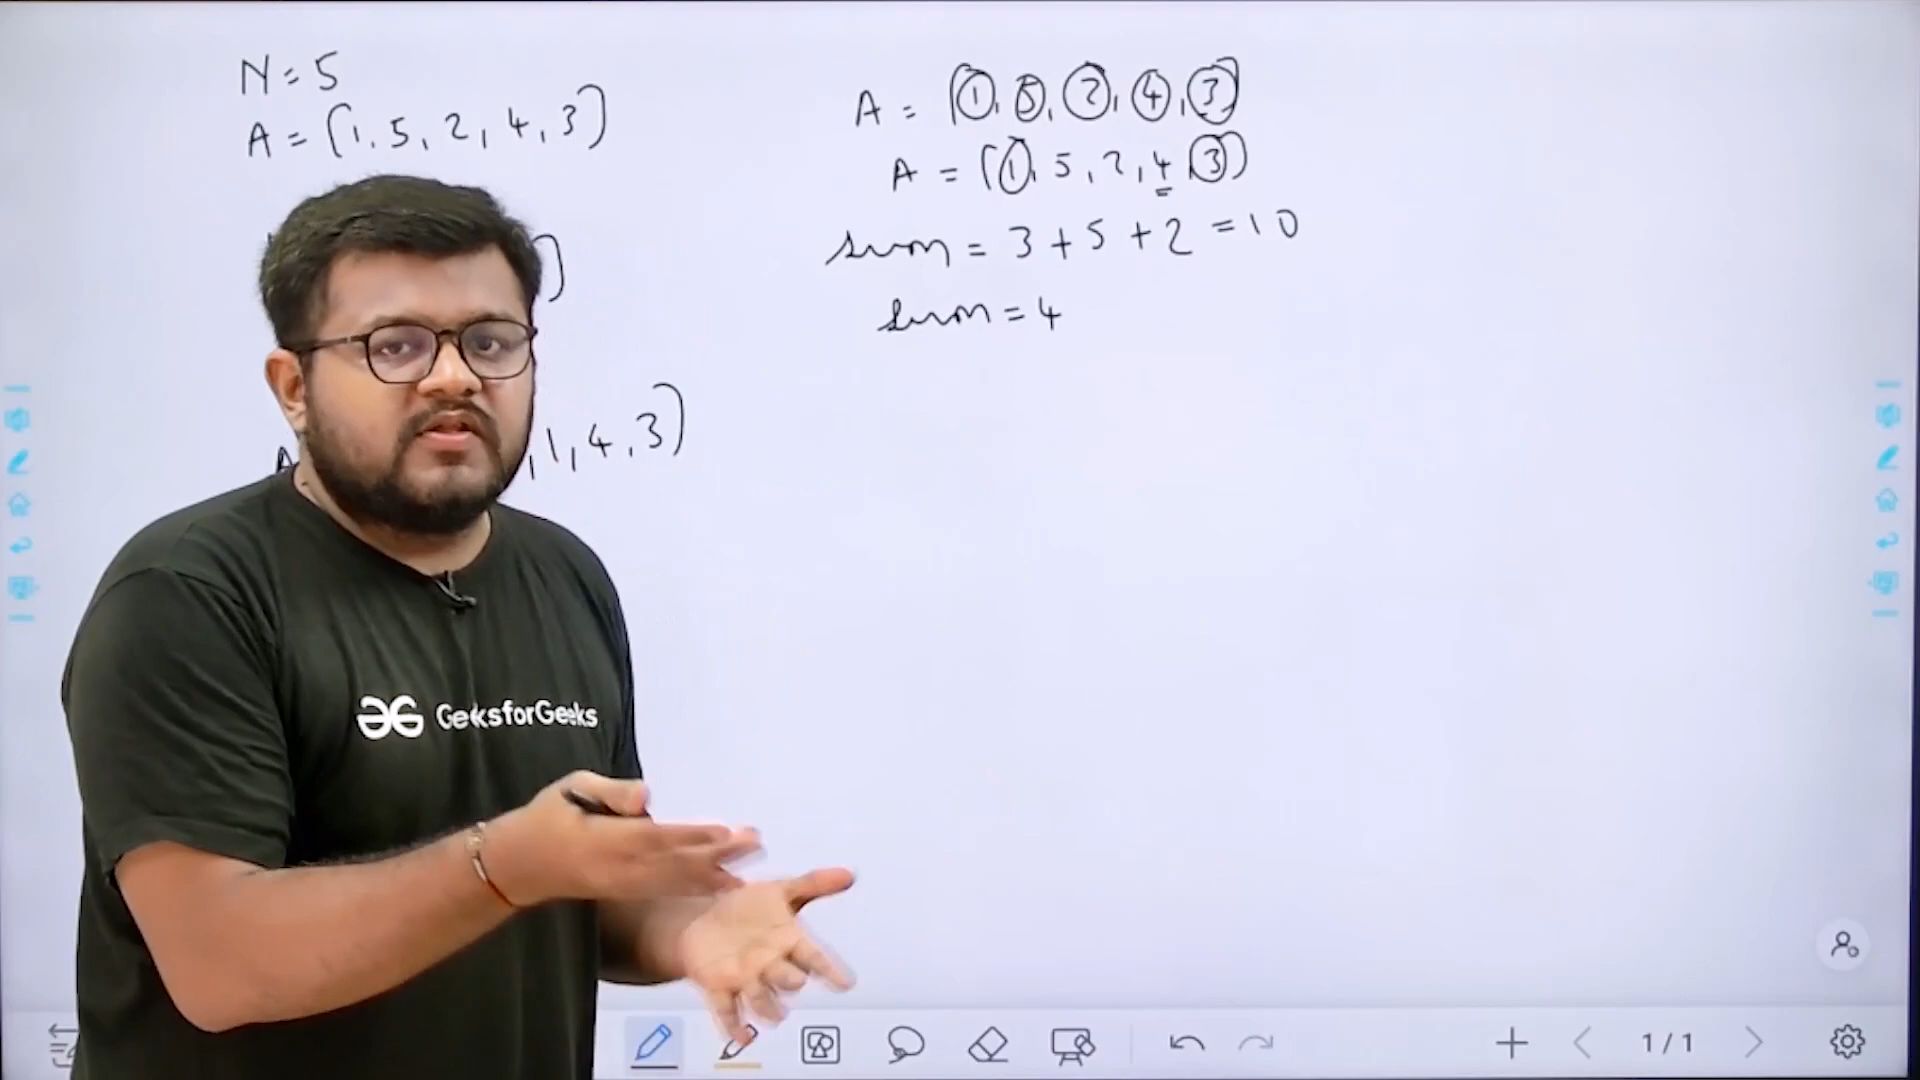 N = 5
A = (1, 5, 2, 4, 3)
)
A , 1, 4, 3)
A = (1, 5, 2, 4, 3)
A = (1, 5, 2, 4, 3)
sum = 3 + 5 + 2 = 10
sum = 4
GeeksforGeeks
1 / 1